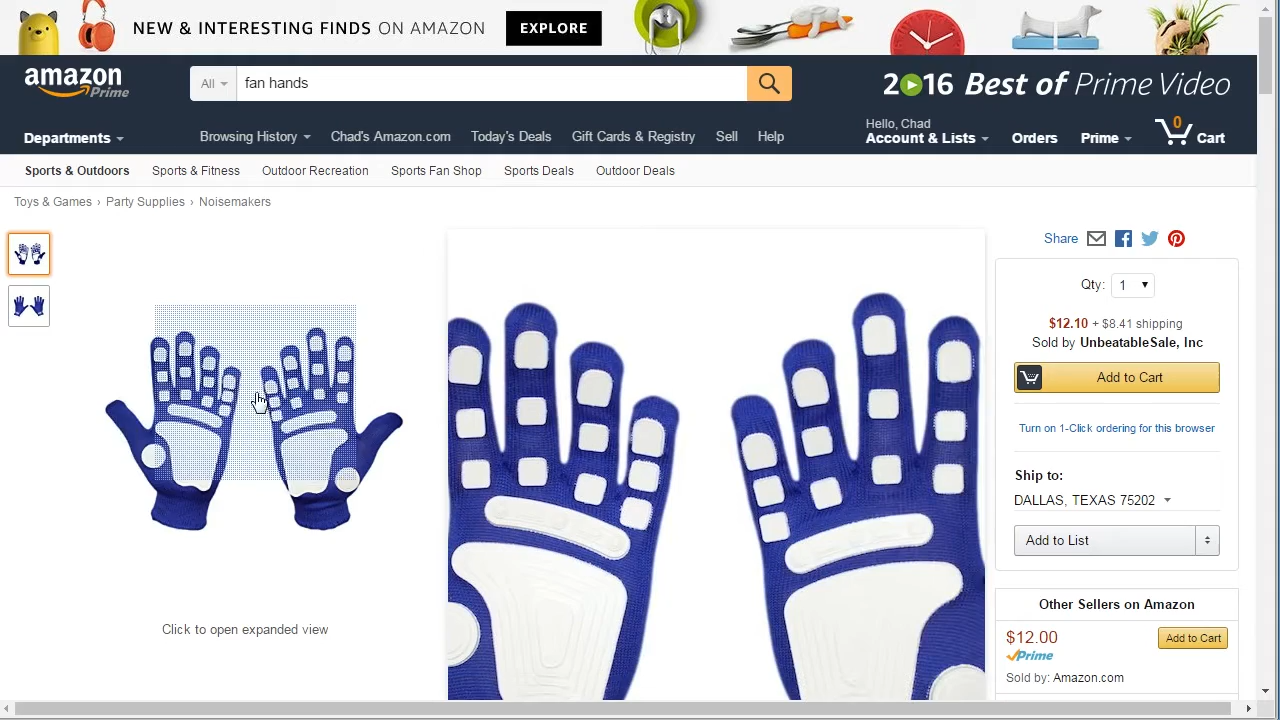 NEW & INTERESTING FINDS ON AMAZON EXPLORE
amazon Prime
All fan hands
2016 Best of Prime Video
Departments
Browsing History Chad's Amazon.com Today's Deals Gift Cards & Registry Sell Help
Hello, Chad
Account & Lists Orders Prime 0 Cart
Sports & Outdoors Sports & Fitness Outdoor Recreation Sports Fan Shop Sports Deals Outdoor Deals
Toys & Games › Party Supplies › Noisemakers
Share
Qty: 1
$12.10 + $8.41 shipping
Sold by UnbeatableSale, Inc
Add to Cart
Turn on 1-Click ordering for this browser
Ship to:
DALLAS, TEXAS 75202
Add to List
Other Sellers on Amazon
$12.00 Add to Cart
Prime
Sold by: Amazon.com
Click to open expanded view